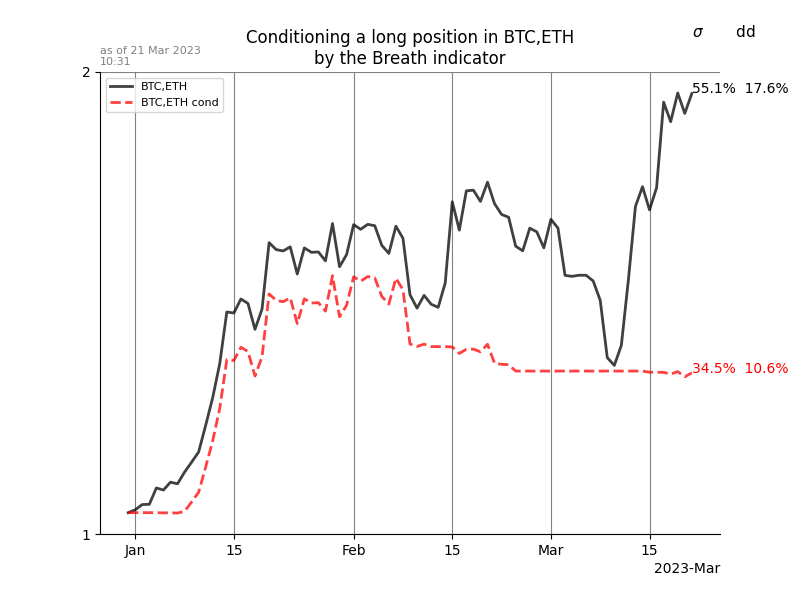 Conditioning a long position in BTC,ETH
by the Breath indicator
σ dd
as of 21 Mar 2023
10:31
2
BTC,ETH
BTC,ETH cond
55.1% 17.6%
34.5% 10.6%
1
Jan 15 Feb 15 Mar 15
2023-Mar